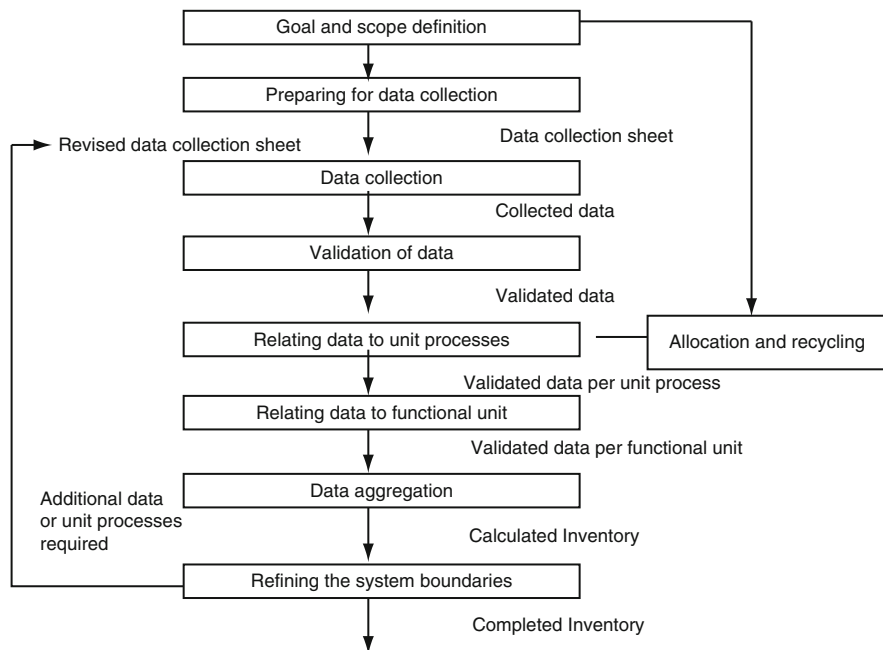 Goal and scope definition
Preparing for data collection
Data collection sheet
Revised data collection sheet
Data collection
Collected data
Validation of data
Validated data
Relating data to unit processes
Allocation and recycling
Validated data per unit process
Relating data to functional unit
Validated data per functional unit
Data aggregation
Additional data
or unit processes
required
Calculated Inventory
Refining the system boundaries
Completed Inventory